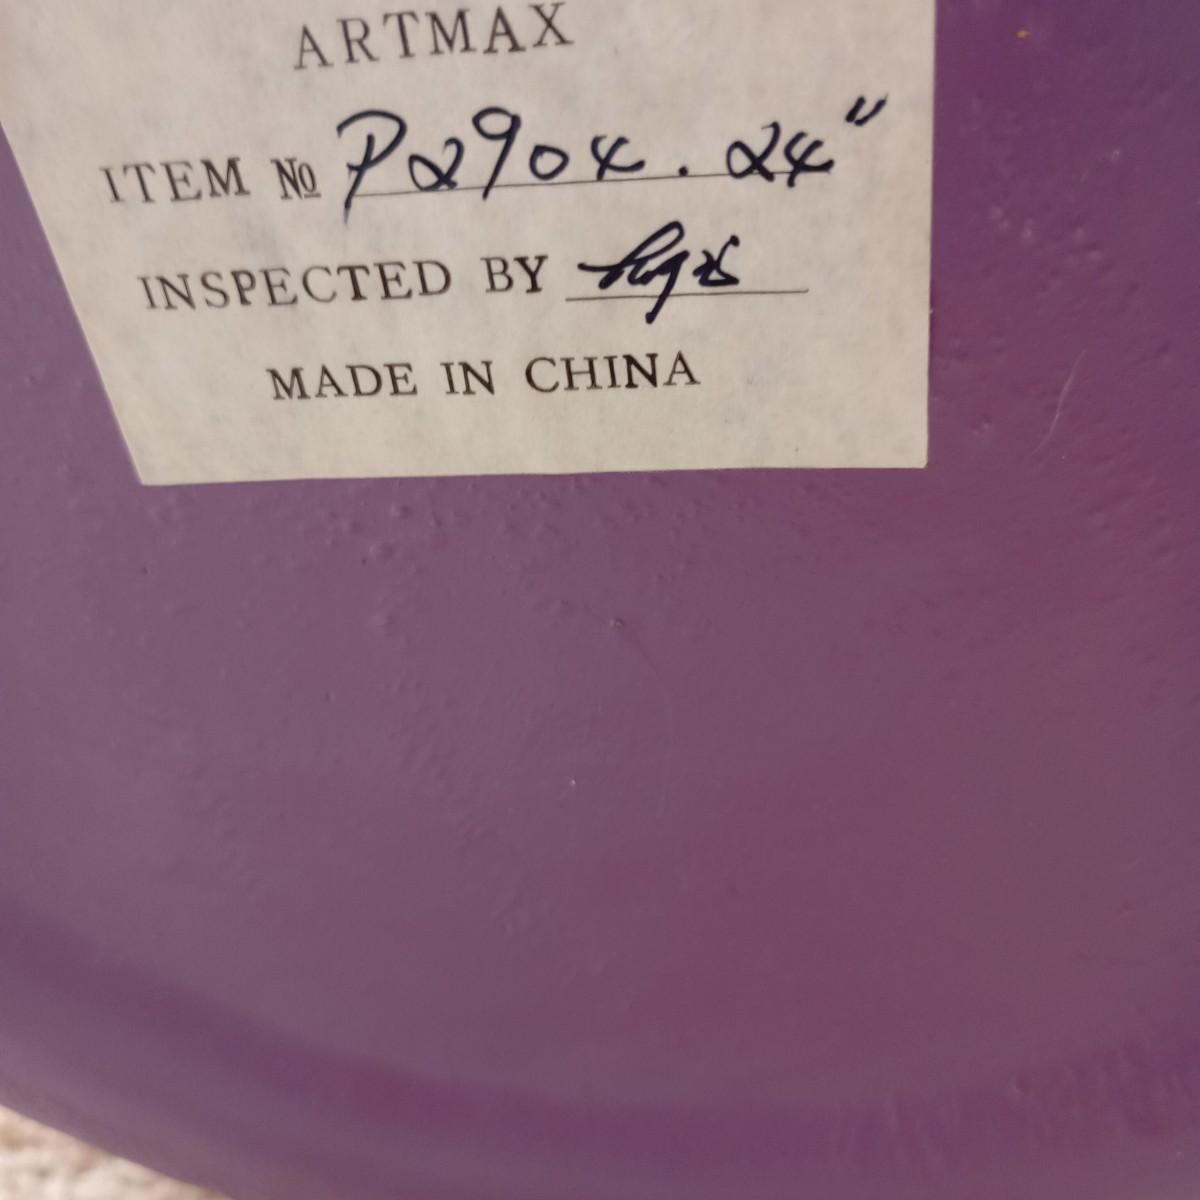 ARTMAX
ITEM № P2904.24"
INSPECTED BY
MADE IN CHINA